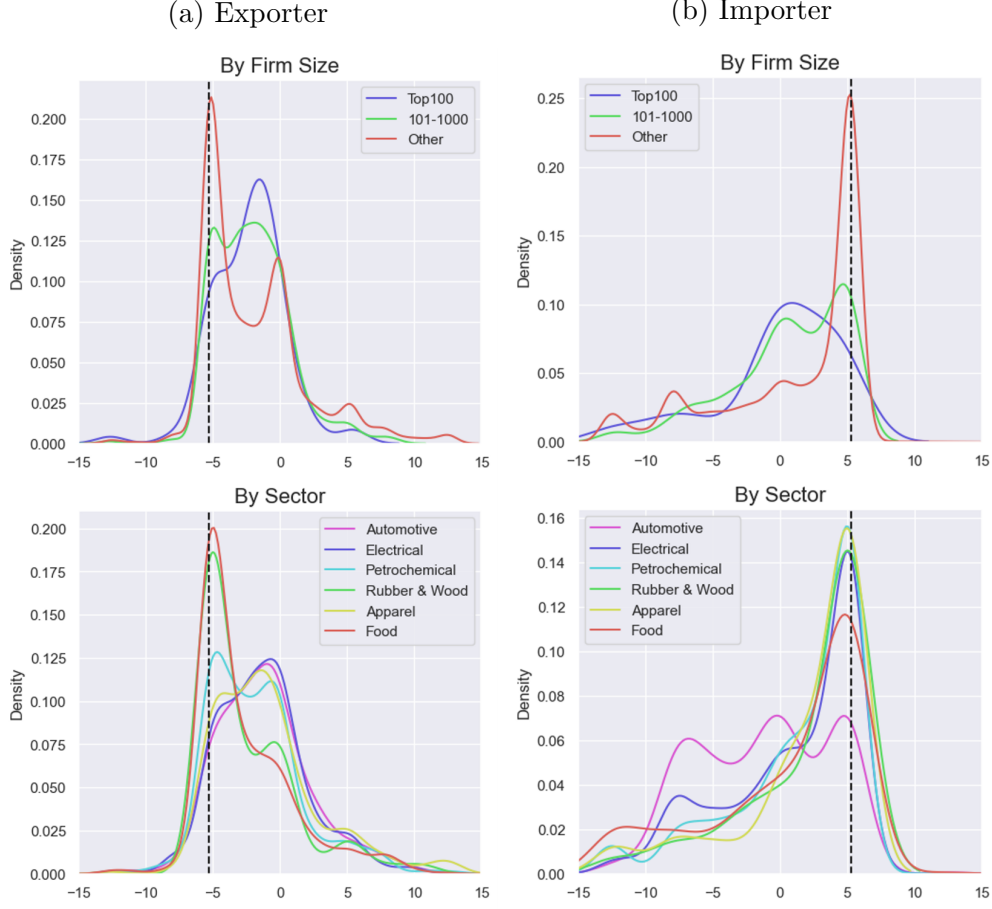 (a) Exporter
By Firm Size
Density
0.200
0.175
0.150
0.125
0.100
0.075
0.050
0.025
0.000
−15 −10 −5 0 5 10 15
Top100
101-1000
Other
(b) Importer
By Firm Size
Density
0.25
0.20
0.15
0.10
0.05
0.00
−15 −10 −5 0 5 10 15
Top100
101-1000
Other
By Sector
Density
0.200
0.175
0.150
0.125
0.100
0.075
0.050
0.025
0.000
−15 −10 −5 0 5 10 15
Automotive
Electrical
Petrochemical
Rubber & Wood
Apparel
Food
By Sector
Density
0.16
0.14
0.12
0.10
0.08
0.06
0.04
0.02
0.00
−15 −10 −5 0 5 10 15
Automotive
Electrical
Petrochemical
Rubber & Wood
Apparel
Food